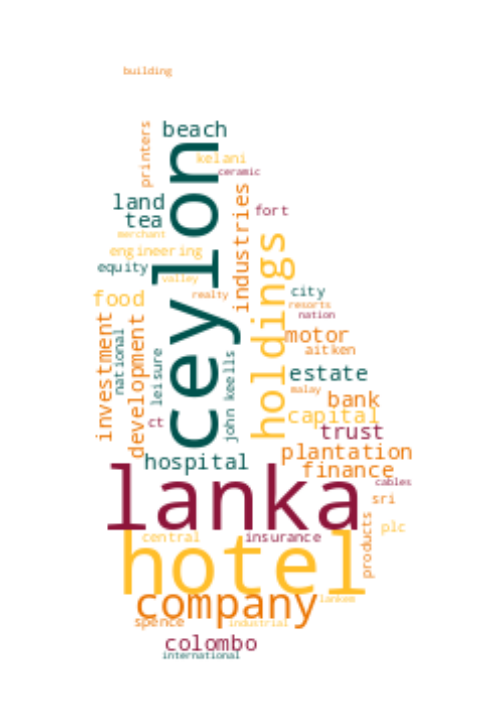 building
printers
beach
kelani
ceramic
ceylon
land
tea
industries
fort
merchant
engineering
holdings
equity
valley
food
realty
city
resorts
nation
investment
national
development
leisure
john keells
motor
aitken
estate
malay
bank
ct
capital
trust
hospital
plantation
finance
lanka
cables
sri
products
plc
central
insurance
hotel
company
lankem
spence
industrial
colombo
international